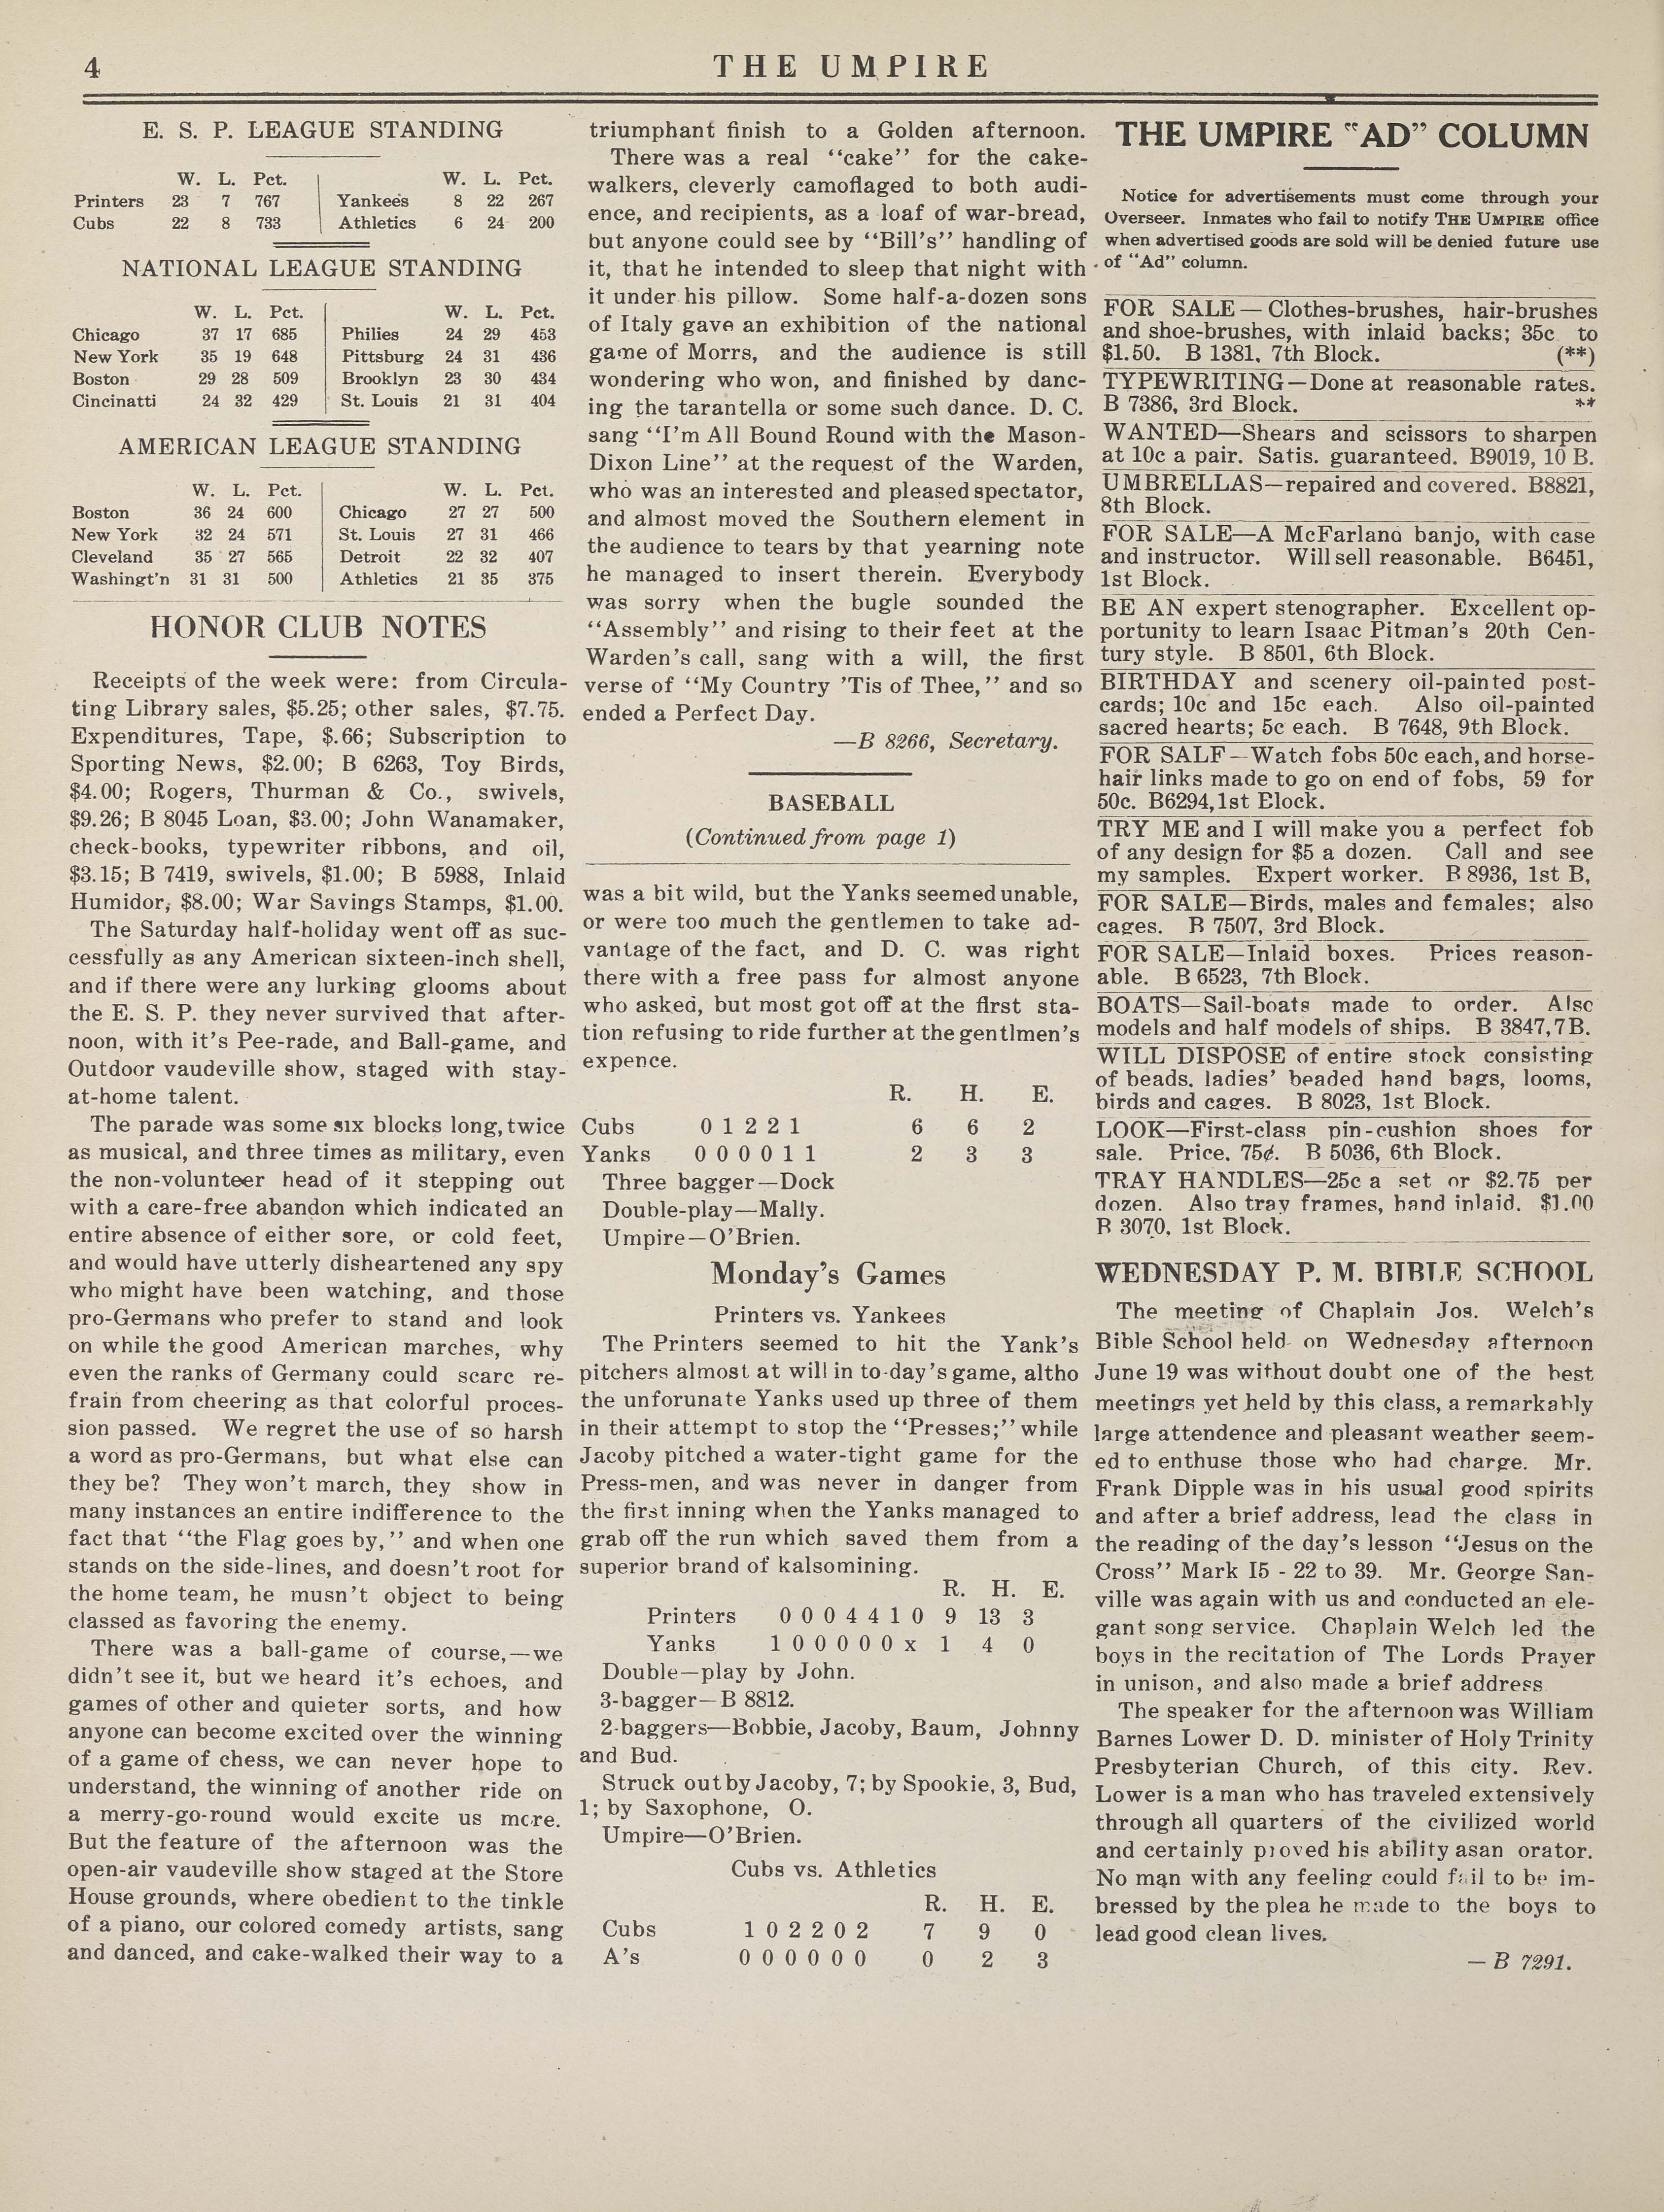 4
THE UMPIRE
E. S. P. LEAGUE STANDING
W. L. Pct. W. L. Pct.
Printers 23 7 767 Yankees 8 22 267
Cubs 22 8 733 Athletics 6 24 200
NATIONAL LEAGUE STANDING
W. L. Pct. W. L. Pct.
Chicago 37 17 685 Philies 24 29 453
New York 35 19 648 Pittsburg 24 31 436
Boston 29 28 509 Brooklyn 23 30 434
Cincinatti 24 32 429 St. Louis 21 31 404
AMERICAN LEAGUE STANDING
W. L. Pct. W. L. Pct.
Boston 36 24 600 Chicago 27 27 500
New York 32 24 571 St. Louis 27 31 466
Cleveland 35 27 565 Detroit 22 32 407
Washingt'n 31 31 500 Athletics 21 35 375
HONOR CLUB NOTES
Receipts of the week were: from Circula-
ting Library sales, $5.25; other sales, $7.75.
Expenditures, Tape, $.66; Subscription to
Sporting News, $2.00; B 6263, Toy Birds,
$4.00; Rogers, Thurman & Co., swivels,
$9.26; B 8045 Loan, $3.00; John Wanamaker,
check-books, typewriter ribbons, and oil,
$3.15; B 7419, swivels, $1.00; B 5988, Inlaid
Humidor, $8.00; War Savings Stamps, $1.00.
The Saturday half-holiday went off as suc-
cessfully as any American sixteen-inch shell,
and if there were any lurking glooms about
the E. S. P. they never survived that after-
noon, with it's Pee-rade, and Ball-game, and
Outdoor vaudeville show, staged with stay-
at-home talent.
The parade was some six blocks long, twice
as musical, and three times as military, even
the non-volunteer head of it stepping out
with a care-free abandon which indicated an
entire absence of either sore, or cold feet,
and would have utterly disheartened any spy
who might have been watching, and those
pro-Germans who prefer to stand and look
on while the good American marches, why
even the ranks of Germany could scarc re-
frain from cheering as that colorful proces-
sion passed. We regret the use of so harsh
a word as pro-Germans, but what else can
they be? They won't march, they show in
many instances an entire indifference to the
fact that "the Flag goes by," and when one
stands on the side-lines, and doesn't root for
the home team, he musn't object to being
classed as favoring the enemy.
There was a ball-game of course,—we
didn't see it, but we heard it's echoes, and
games of other and quieter sorts, and how
anyone can become excited over the winning
of a game of chess, we can never hope to
understand, the winning of another ride on
a merry-go-round would excite us more.
But the feature of the afternoon was the
open-air vaudeville show staged at the Store
House grounds, where obedient to the tinkle
of a piano, our colored comedy artists, sang
and danced, and cake-walked their way to a
triumphant finish to a Golden afternoon.
There was a real "cake" for the cake-
walkers, cleverly camoflaged to both audi-
ence, and recipients, as a loaf of war-bread,
but anyone could see by "Bill's" handling of
it, that he intended to sleep that night with
it under his pillow. Some half-a-dozen sons
of Italy gave an exhibition of the national
game of Morrs, and the audience is still
wondering who won, and finished by danc-
ing the tarantella or some such dance. D. C.
sang "I'm All Bound Round with the Mason-
Dixon Line" at the request of the Warden,
who was an interested and pleased spectator,
and almost moved the Southern element in
the audience to tears by that yearning note
he managed to insert therein. Everybody
was sorry when the bugle sounded the
"Assembly" and rising to their feet at the
Warden's call, sang with a will, the first
verse of "My Country 'Tis of Thee," and so
ended a Perfect Day.
—B 8266, Secretary.
BASEBALL
(Continued from page 1)
was a bit wild, but the Yanks seemed unable,
or were too much the gentlemen to take ad-
vantage of the fact, and D. C. was right
there with a free pass for almost anyone
who asked, but most got off at the first sta-
tion refusing to ride further at the gentlmen's
expence.
R. H. E.
Cubs 0 1 2 2 1 6 6 2
Yanks 0 0 0 0 1 1 2 3 3
Three bagger—Dock
Double-play—Mally.
Umpire—O'Brien.
Monday's Games
Printers vs. Yankees
The Printers seemed to hit the Yank's
pitchers almost at will in to-day's game, altho
the unforunate Yanks used up three of them
in their attempt to stop the "Presses;" while
Jacoby pitched a water-tight game for the
Press-men, and was never in danger from
the first inning when the Yanks managed to
grab off the run which saved them from a
superior brand of kalsomining.
R. H. E.
Printers 0 0 0 4 4 1 0 9 13 3
Yanks 1 0 0 0 0 0 x 1 4 0
Double—play by John.
3-bagger—B 8812.
2-baggers—Bobbie, Jacoby, Baum, Johnny
and Bud.
Struck out by Jacoby, 7; by Spookie, 3, Bud,
1; by Saxophone, O.
Umpire—O'Brien.
Cubs vs. Athletics
R. H. E.
Cubs 1 0 2 2 0 2 7 9 0
A's 0 0 0 0 0 0 0 2 3
THE UMPIRE "AD" COLUMN
Notice for advertisements must come through your
Overseer. Inmates who fail to notify THE UMPIRE office
when advertised goods are sold will be denied future use
of "Ad" column.
FOR SALE — Clothes-brushes, hair-brushes
and shoe-brushes, with inlaid backs; 35c to
$1.50. B 1381, 7th Block. (**)
TYPEWRITING—Done at reasonable rates.
B 7386, 3rd Block. **
WANTED—Shears and scissors to sharpen
at 10c a pair. Satis. guaranteed. B9019, 10 B.
UMBRELLAS—repaired and covered. B8821,
8th Block.
FOR SALE—A McFarland banjo, with case
and instructor. Will sell reasonable. B6451,
1st Block.
BE AN expert stenographer. Excellent op-
portunity to learn Isaac Pitman's 20th Cen-
tury style. B 8501, 6th Block.
BIRTHDAY and scenery oil-painted post-
cards; 10c and 15c each. Also oil-painted
sacred hearts; 5c each. B 7648, 9th Block.
FOR SALF—Watch fobs 50c each, and horse-
hair links made to go on end of fobs, 59 for
50c. B6294, 1st Elock.
TRY ME and I will make you a perfect fob
of any design for $5 a dozen. Call and see
my samples. Expert worker. B 8936, 1st B,
FOR SALE—Birds, males and females; also
cages. B 7507, 3rd Block.
FOR SALE—Inlaid boxes. Prices reason-
able. B 6523, 7th Block.
BOATS—Sail-boats made to order. Also
models and half models of ships. B 3847, 7 B.
WILL DISPOSE of entire stock consisting
of beads, ladies' beaded hand bags, looms,
birds and cages. B 8023, 1st Block.
LOOK—First-class pin-cushion shoes for
sale. Price. 75¢. B 5036, 6th Block.
TRAY HANDLES—25c a set or $2.75 per
dozen. Also tray frames, hand inlaid. $1.00
B 3070, 1st Block.
WEDNESDAY P. M. BIBLE SCHOOL
The meeting of Chaplain Jos. Welch's
Bible School held on Wednesday afternoon
June 19 was without doubt one of the best
meetings yet held by this class, a remarkably
large attendence and pleasant weather seem-
ed to enthuse those who had charge. Mr.
Frank Dipple was in his usual good spirits
and after a brief address, lead the class in
the reading of the day's lesson "Jesus on the
Cross" Mark I5 - 22 to 39. Mr. George San-
ville was again with us and conducted an ele-
gant song service. Chaplain Welch led the
boys in the recitation of The Lords Prayer
in unison, and also made a brief address
The speaker for the afternoon was William
Barnes Lower D. D. minister of Holy Trinity
Presbyterian Church, of this city. Rev.
Lower is a man who has traveled extensively
through all quarters of the civilized world
and certainly proved his ability asan orator.
No man with any feeling could fail to be im-
bressed by the plea he made to the boys to
lead good clean lives.
— B 7291.